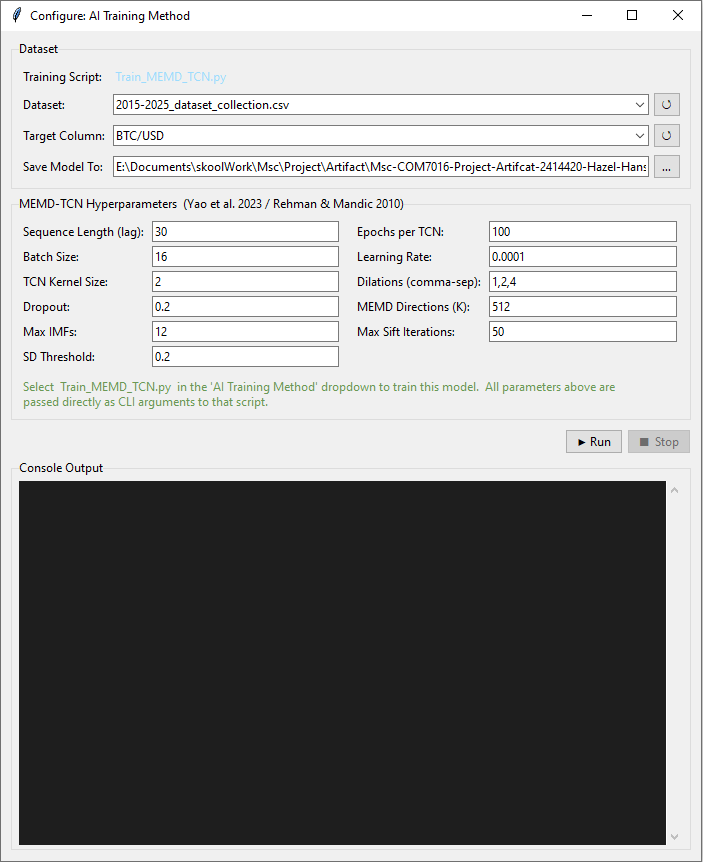 Configure: AI Training Method
Dataset
Training Script: Train_MEMD_TCN.py
Dataset: 2015-2025_dataset_collection.csv
Target Column: BTC/USD
Save Model To: E:\Documents\skoolWork\Msc\Project\Artifact\Msc-COM7016-Project-Artifcat-2414420-Hazel-Hans ...
MEMD-TCN Hyperparameters (Yao et al. 2023 / Rehman & Mandic 2010)
Sequence Length (lag): 30 Epochs per TCN: 100
Batch Size: 16 Learning Rate: 0.0001
TCN Kernel Size: 2 Dilations (comma-sep): 1,2,4
Dropout: 0.2 MEMD Directions (K): 512
Max IMFs: 12 Max Sift Iterations: 50
SD Threshold: 0.2
Select Train_MEMD_TCN.py in the 'AI Training Method' dropdown to train this model. All parameters above are
passed directly as CLI arguments to that script.
Run Stop
Console Output